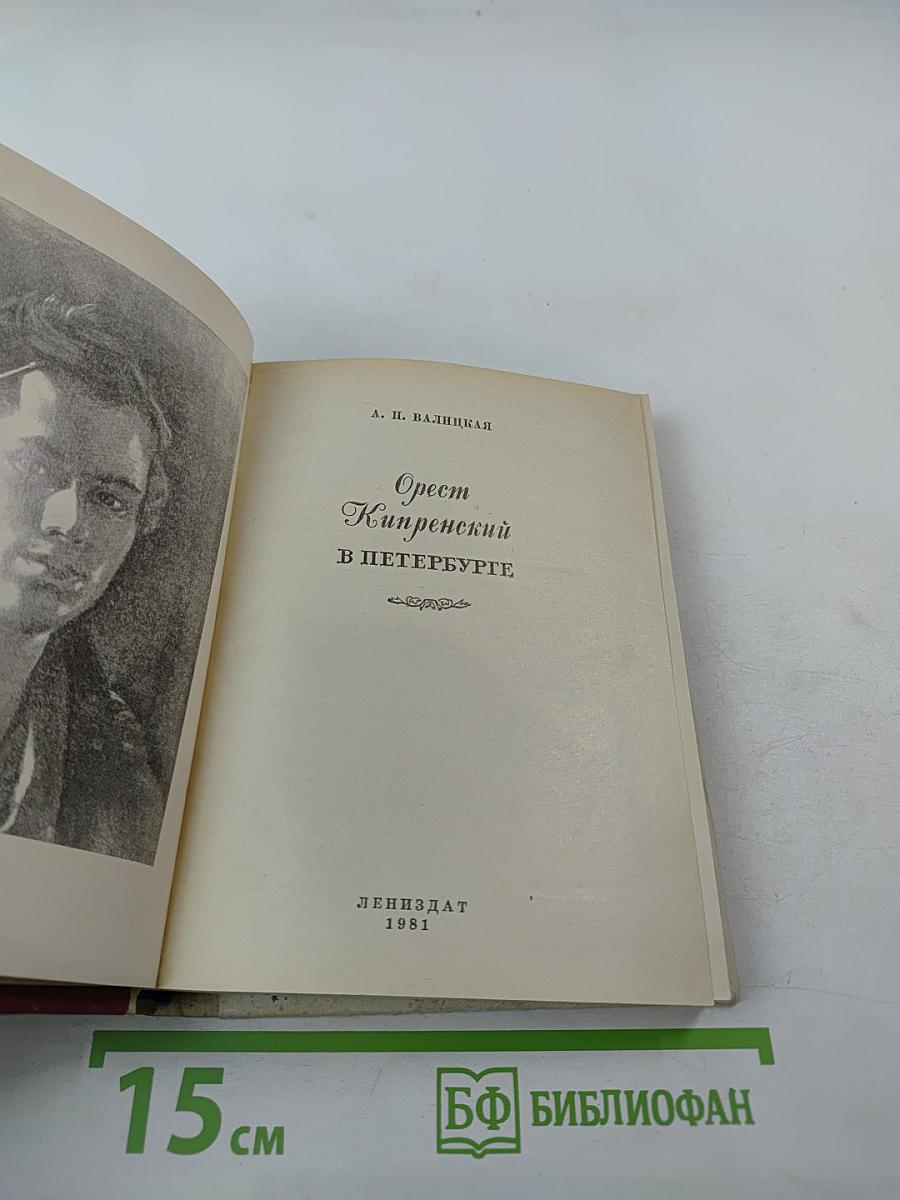 А. П. ВАЛИЦКАЯ
Орест
Кипренский
В ПЕТЕРБУРГЕ
ЛЕНИЗДАТ
1981
15 см
БФ БИБЛИОФАН